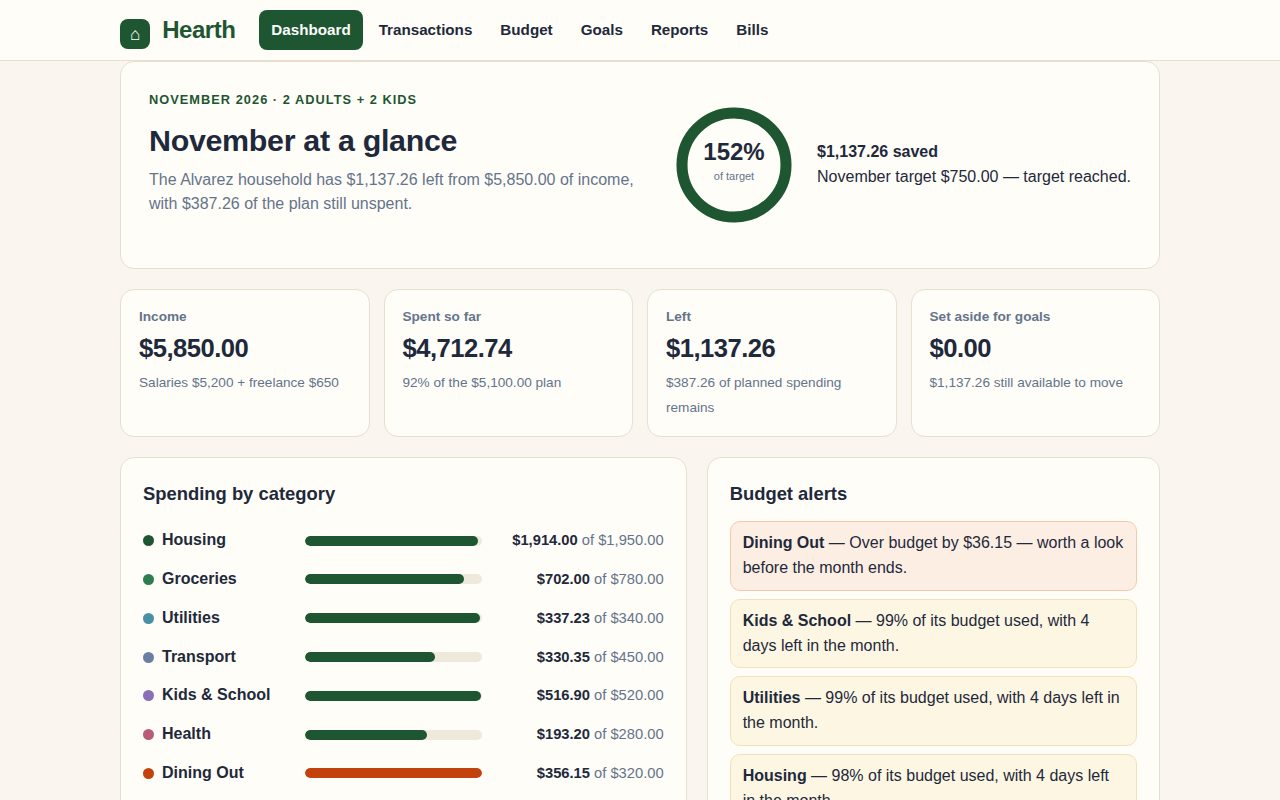 ⌂ Hearth Dashboard Transactions Budget Goals Reports Bills
NOVEMBER 2026 · 2 ADULTS + 2 KIDS
November at a glance
The Alvarez household has $1,137.26 left from $5,850.00 of income,
with $387.26 of the plan still unspent.
152%
of target
$1,137.26 saved
November target $750.00 — target reached.
Income
$5,850.00
Salaries $5,200 + freelance $650
Spent so far
$4,712.74
92% of the $5,100.00 plan
Left
$1,137.26
$387.26 of planned spending
remains
Set aside for goals
$0.00
$1,137.26 still available to move
Spending by category
Housing $1,914.00 of $1,950.00
Groceries $702.00 of $780.00
Utilities $337.23 of $340.00
Transport $330.35 of $450.00
Kids & School $516.90 of $520.00
Health $193.20 of $280.00
Dining Out $356.15 of $320.00
Budget alerts
Dining Out — Over budget by $36.15 — worth a look
before the month ends.
Kids & School — 99% of its budget used, with 4
days left in the month.
Utilities — 99% of its budget used, with 4 days left in
the month.
Housing — 98% of its budget used, with 4 days left
in the month.